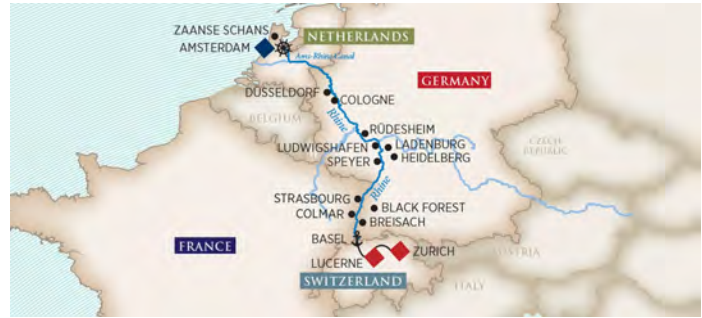 ZAANSE SCHANS
NETHERLANDS
AMSTERDAM
Ams-Rhine Canal
GERMANY
DÜSSELDORF
COLOGNE
BELGIUM
Rhine
RÜDESHEIM
CZECH
REPUBLIC
LUDWIGSHAFEN
LADENBURG
SPEYER
HEIDELBERG
Rhine
STRASBOURG
BLACK FOREST
COLMAR
BREISACH
BASEL
FRANCE
ZURICH
AUSTRIA
LUCERNE
SWITZERLAND
ITALY